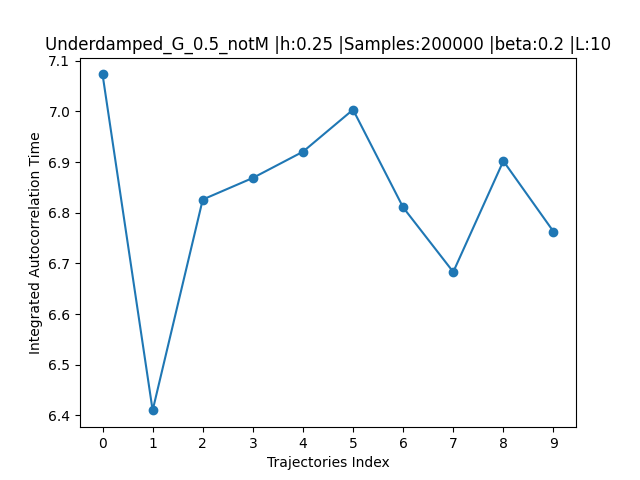 Underdamped_G_0.5_notM |h:0.25 |Samples:200000 |beta:0.2 |L:10
7.1
7.0
6.9
6.8
6.7
6.6
6.5
6.4
Integrated Autocorrelation Time
0 1 2 3 4 5 6 7 8 9
Trajectories Index